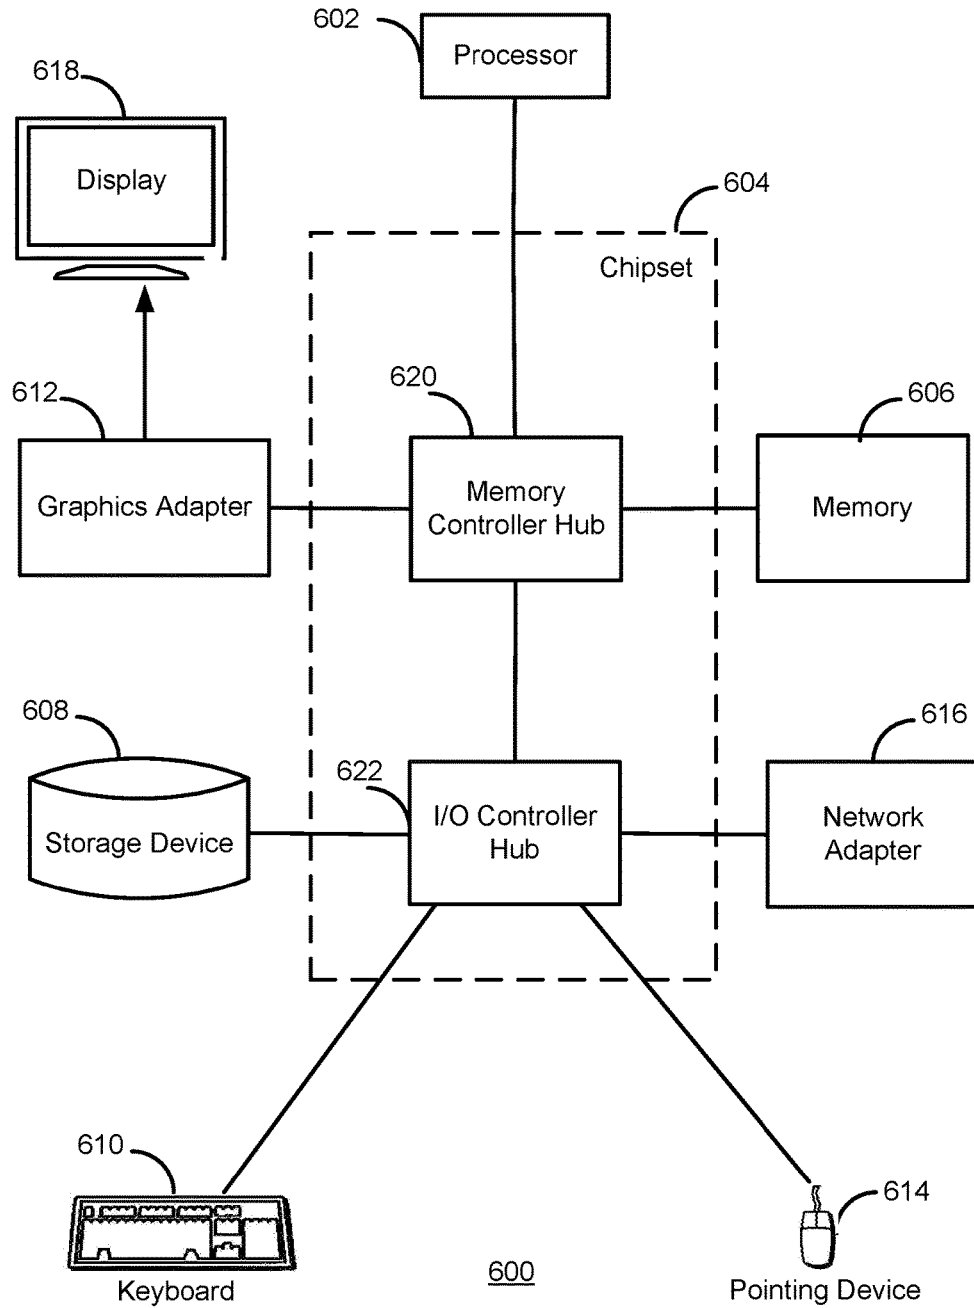 602
Processor
618
Display
604
Chipset
612
Graphics Adapter
620
Memory
Controller Hub
606
Memory
608
Storage Device
622
I/O Controller
Hub
616
Network
Adapter
610
Keyboard
600
614
Pointing Device